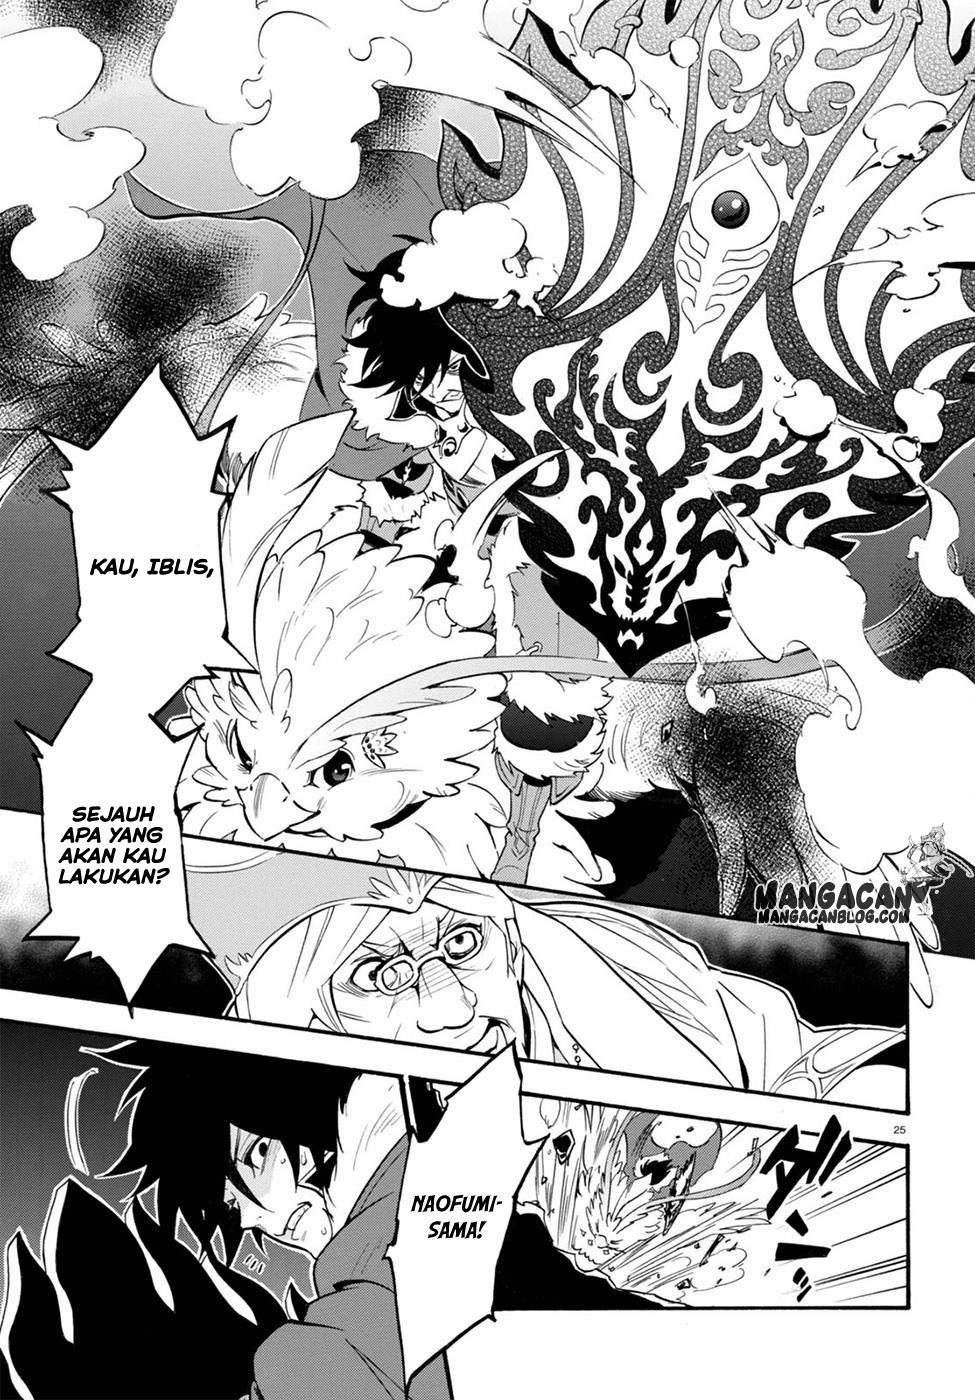 KAU, IBLIS,
SEJAUH
APA YANG
AKAN KAU
LAKUKAN?
MANGACAN
MANGACANBLOG.COM
25
NAOFUMI-
SAMA!